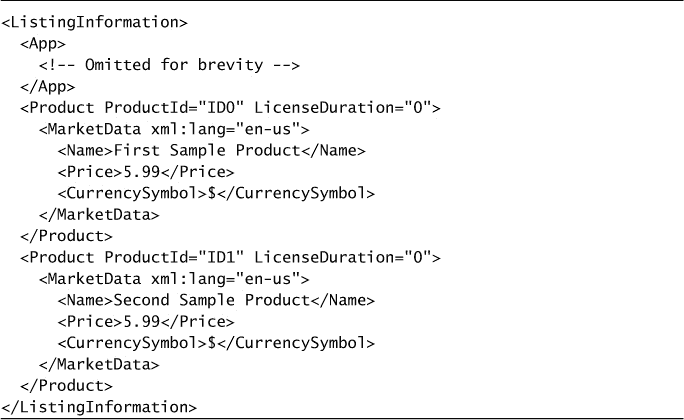 <ListingInformation>
  <App>
    <!-- Omitted for brevity -->
  </App>
  <Product ProductId="ID0" LicenseDuration="0">
    <MarketData xml:lang="en-us">
      <Name>First Sample Product</Name>
      <Price>5.99</Price>
      <CurrencySymbol>$</CurrencySymbol>
    </MarketData>
  </Product>
  <Product ProductId="ID1" LicenseDuration="0">
    <MarketData xml:lang="en-us">
      <Name>Second Sample Product</Name>
      <Price>5.99</Price>
      <CurrencySymbol>$</CurrencySymbol>
    </MarketData>
  </Product>
</ListingInformation>